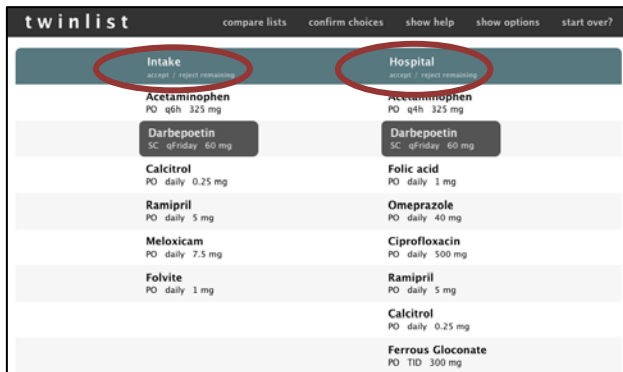 twinlist compare lists confirm choices show help show options start over?
Intake Hospital
accept / reject remaining accept / reject remaining
Acetaminophen Acetaminophen
PO q6h 325 mg PO q4h 325 mg
Darbepoetin Darbepoetin
SC qFriday 60 mg SC qFriday 60 mg
Calcitrol Folic acid
PO daily 0.25 mg PO daily 1 mg
Ramipril Omeprazole
PO daily 5 mg PO daily 40 mg
Meloxicam Ciprofloxacin
PO daily 7.5 mg PO daily 500 mg
Folvite Ramipril
PO daily 1 mg PO daily 5 mg
Calcitrol
PO daily 0.25 mg
Ferrous Gloconate
PO TID 300 mg